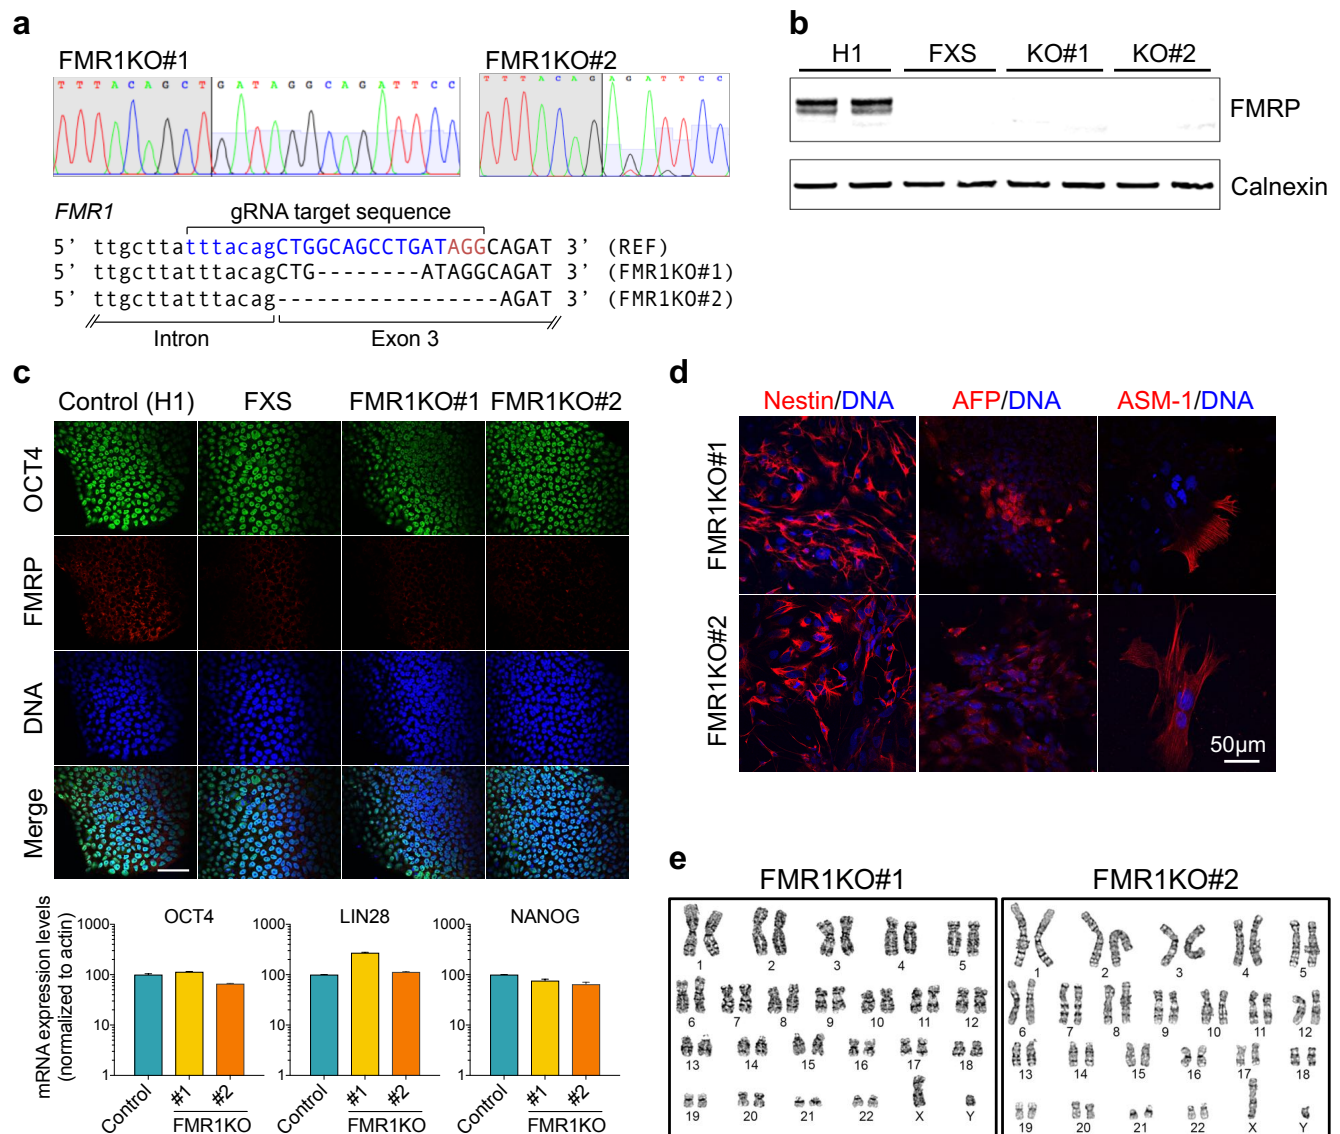 a
FMR1KO#1
T T T A C A G C T G A T A G G C A G A T T C C
FMR1KO#2
T T T A C A G A G A T T C C
FMR1
gRNA target sequence
5’ ttgcttatttacagCTGGCAGCCTGATAGGCAGAT 3’ (REF)
5’ ttgcttatttacagCTG--------ATAGGCAGAT 3’ (FMR1KO#1)
5’ ttgcttatttacag-----------------AGAT 3’ (FMR1KO#2)
Intron
Exon 3
b
H1 FXS KO#1 KO#2
FMRP
Calnexin
c
Control (H1) FXS FMR1KO#1 FMR1KO#2
OCT4
FMRP
DNA
Merge
mRNA expression levels
(normalized to actin)
OCT4
1000
100
10
1
Control #1 #2
FMR1KO
LIN28
1000
100
10
1
Control #1 #2
FMR1KO
NANOG
1000
100
10
1
Control #1 #2
FMR1KO
d
Nestin/DNA AFP/DNA ASM-1/DNA
FMR1KO#1
FMR1KO#2
50µm
e
FMR1KO#1
1 2 3 4 5
6 7 8 9 10 11 12
13 14 15 16 17 18
19 20 21 22 X Y
FMR1KO#2
1 2 3 4 5
6 7 8 9 10 11 12
13 14 15 16 17 18
19 20 21 22 X Y